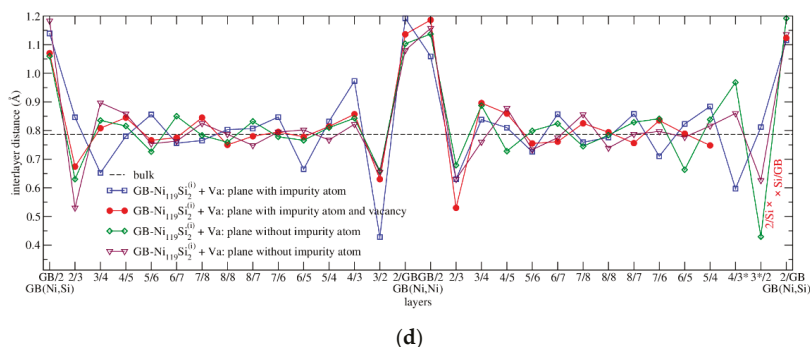 1.2
1.1
1.0
0.9
0.8
0.7
0.6
0.5
0.4
interlayer distance (Å)
bulk
GB-Ni119Si2(i) + Va: plane with impurity atom
GB-Ni119Si2(i) + Va: plane with impurity atom and vacancy
GB-Ni119Si2(i) + Va: plane without impurity atom
GB-Ni119Si2(i) + Va: plane without impurity atom
2/Si × × Si/GB
GB/2 2/3 3/4 4/5 5/6 6/7 7/8 8/8 8/7 7/6 6/5 5/4 4/3 3/2 2/GB GB/2 2/3 3/4 4/5 5/6 6/7 7/8 8/8 8/7 7/6 6/5 5/4 4/3* 3*/2 2/GB
GB(Ni,Si) GB(Ni,Ni) GB(Ni,Si)
layers
(d)